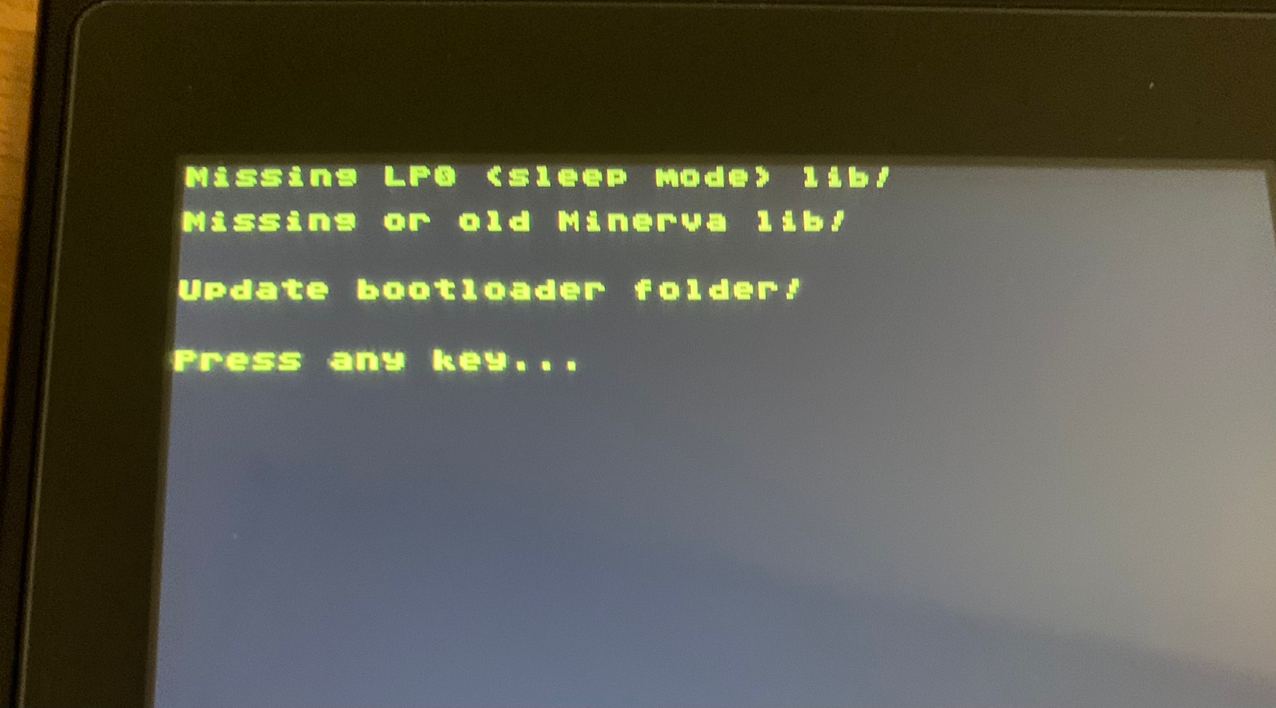 Missing LP0 <sleep mode> lib!
Missing or old Minerva lib!
Update bootloader folder!
Press any key...